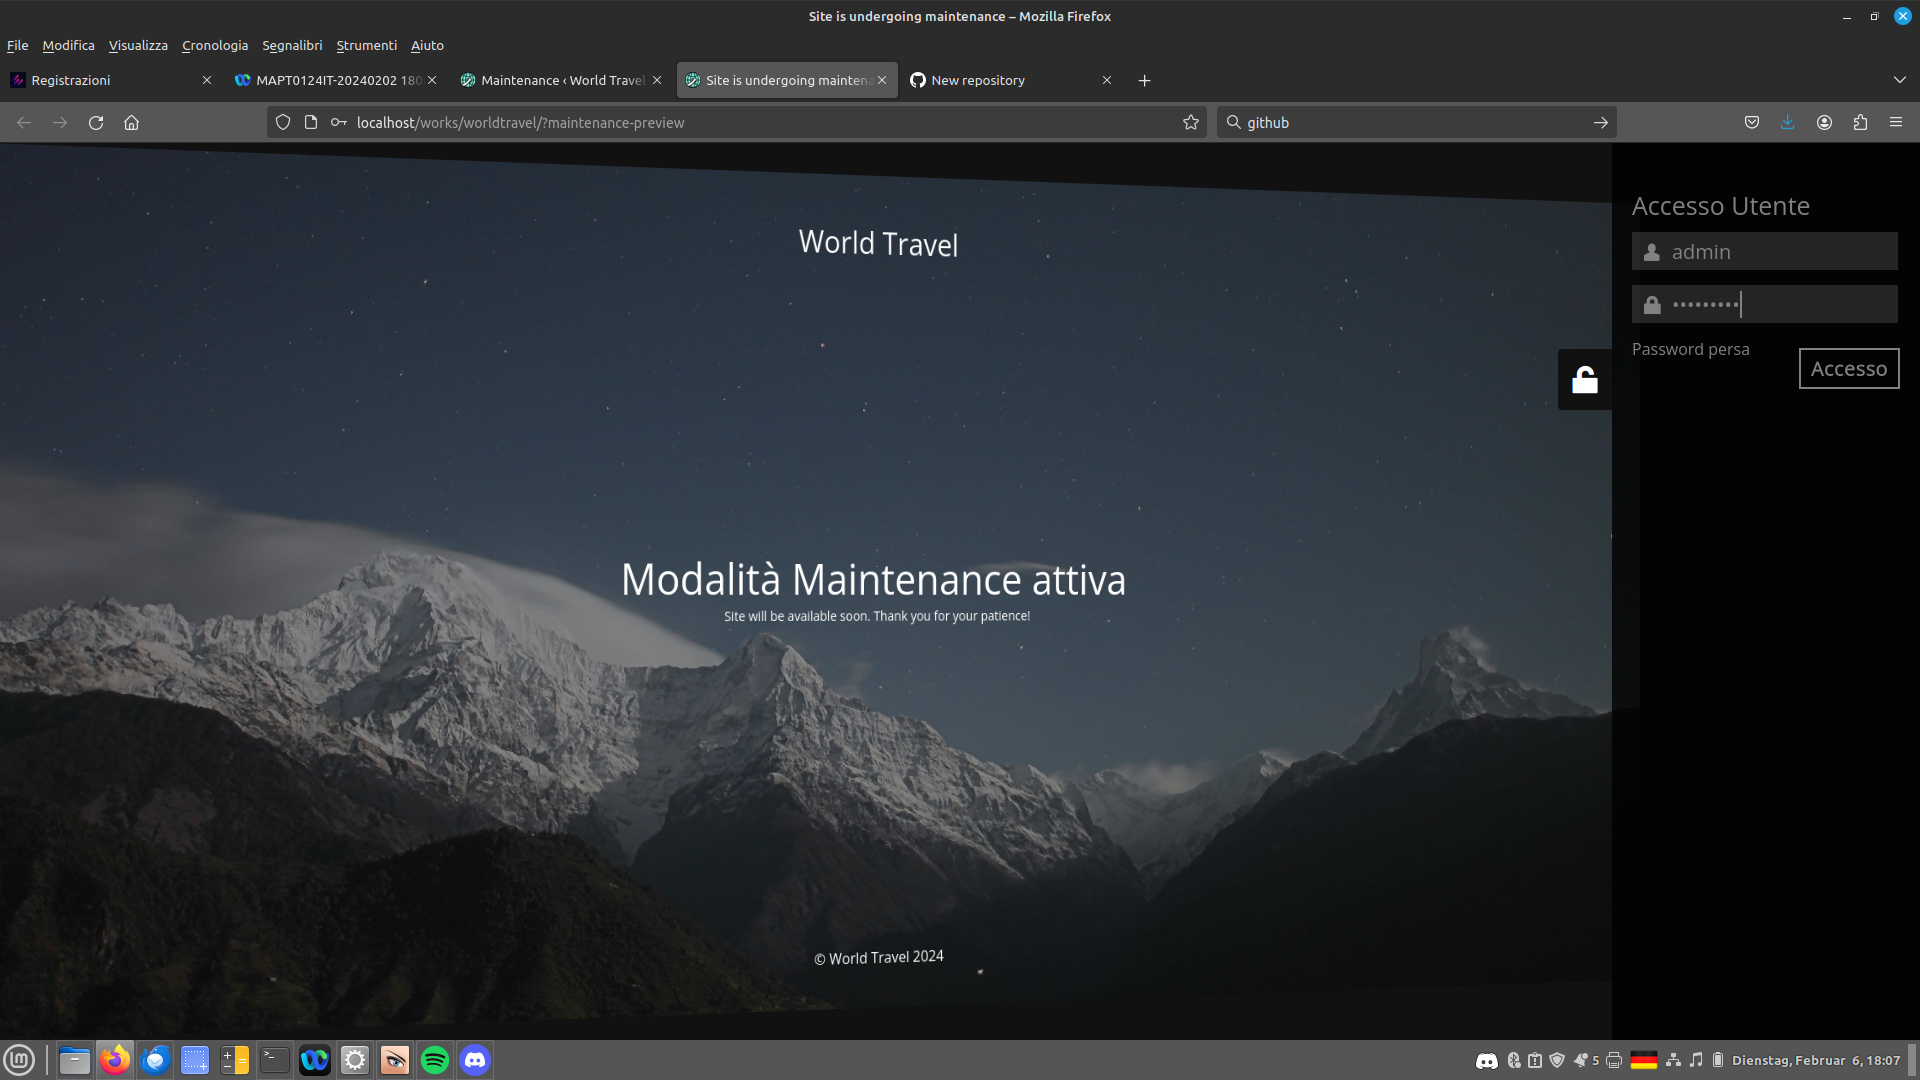 Site is undergoing maintenance – Mozilla Firefox
File Modifica Visualizza Cronologia Segnalibri Strumenti Aiuto
Registrazioni
MAPT0124IT-20240202 180
Maintenance ‹ World Travel
Site is undergoing maintena
New repository
localhost/works/worldtravel/?maintenance-preview
github
Accesso Utente
admin
•••••••••
Password persa
Accesso
World Travel
Modalità Maintenance attiva
Site will be available soon. Thank you for your patience!
© World Travel 2024
5
Dienstag, Februar 6, 18:07